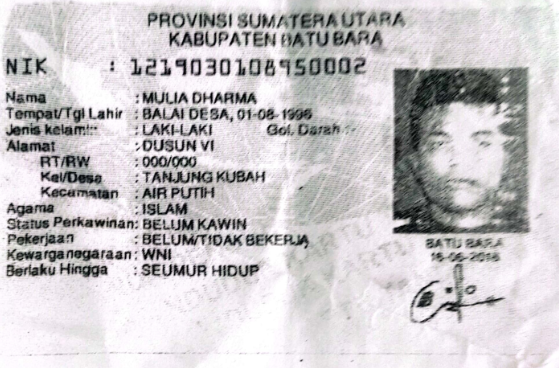 PROVINSI SUMATERA UTARA
KABUPATEN BATU BARA
NIK : 1219030108950002
Nama : MULIA DHARMA
Tempat/Tgl Lahir : BALAI DESA, 01-08-1995
Jenis kelamin : LAKI-LAKI Gol. Darah :-
Alamat : DUSUN VI
RT/RW : 000/000
Kel/Desa : TANJUNG KUBAH
Kecamatan : AIR PUTIH
Agama : ISLAM
Status Perkawinan: BELUM KAWIN
Pekerjaan : BELUM/TIDAK BEKERJA
Kewarganegaraan: WNI
Berlaku Hingga : SEUMUR HIDUP
BATU BARA